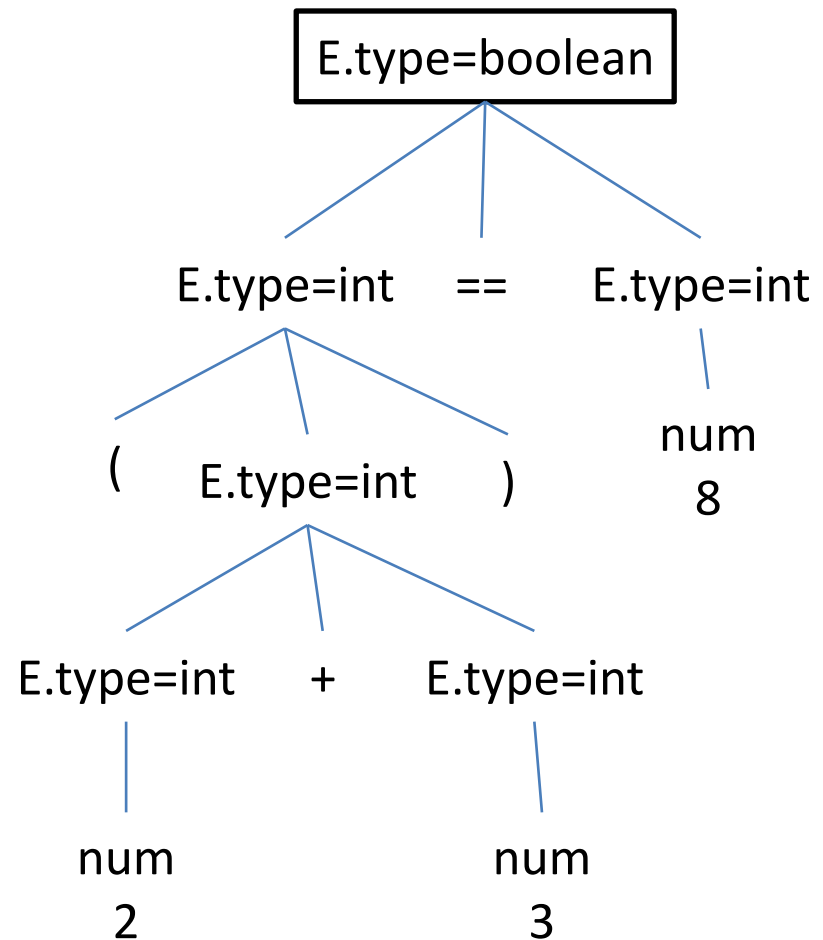 E.type=boolean
E.type=int == E.type=int
( E.type=int )
num
8
E.type=int + E.type=int
num num
2 3